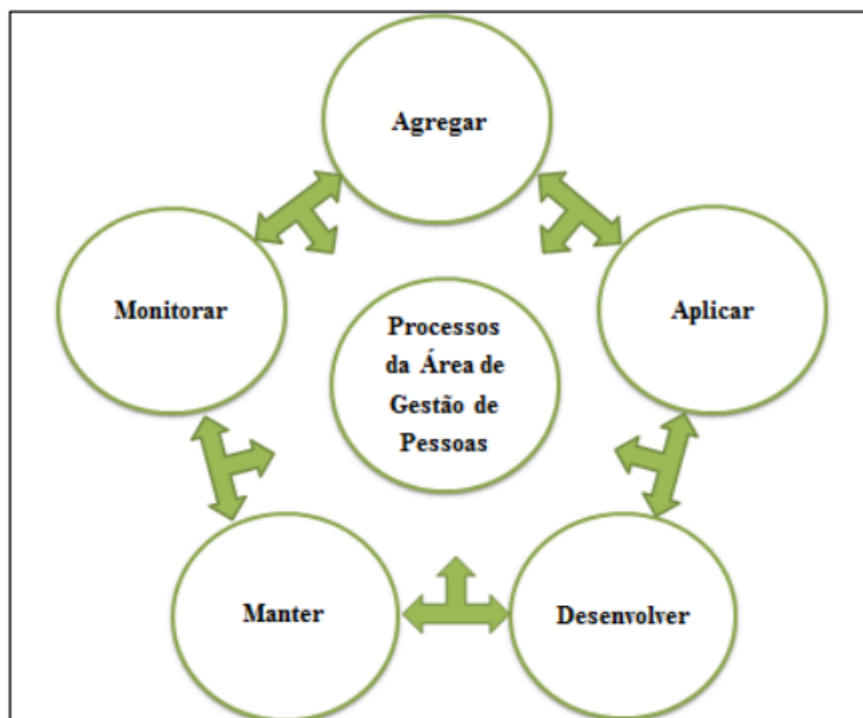 Agregar
Monitorar
Aplicar
Processos
da Área de
Gestão de
Pessoas
Manter
Desenvolver